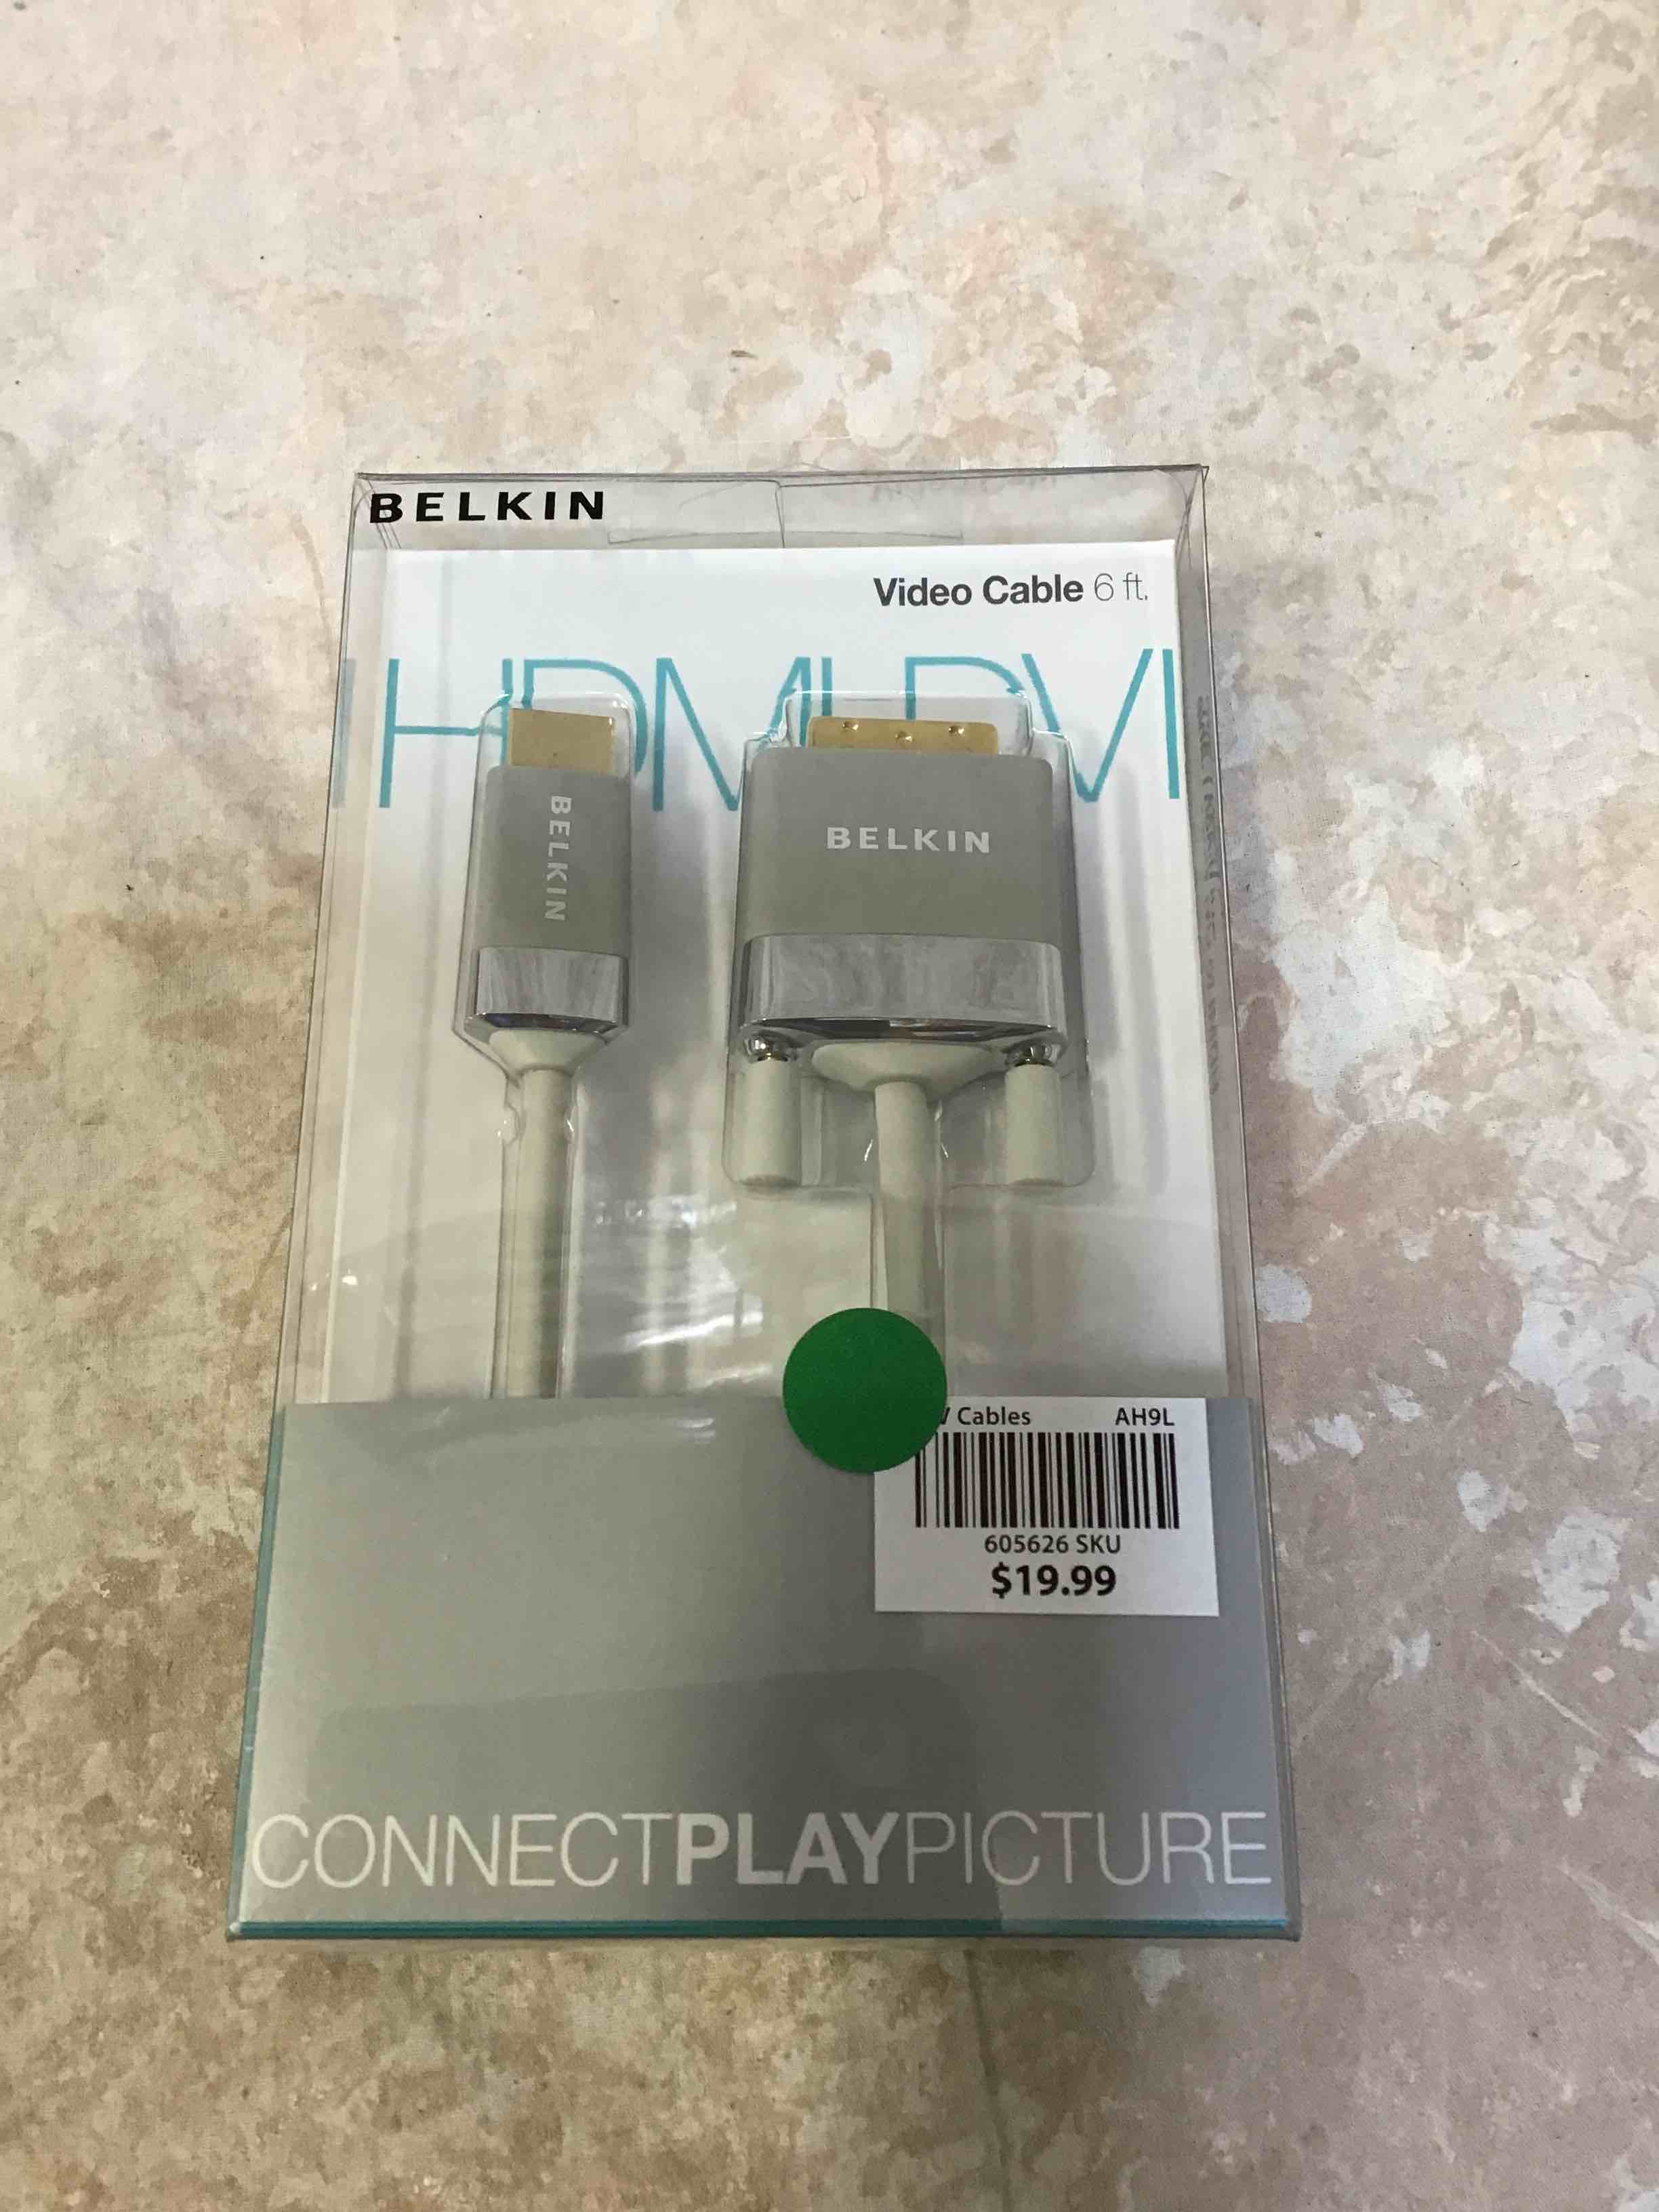 BELKIN
Video Cable 6 ft.
HDMI DVI
BELKIN
BELKIN
Cables AH9L
605626 SKU
$19.99
CONNECTPLAYPICTURE